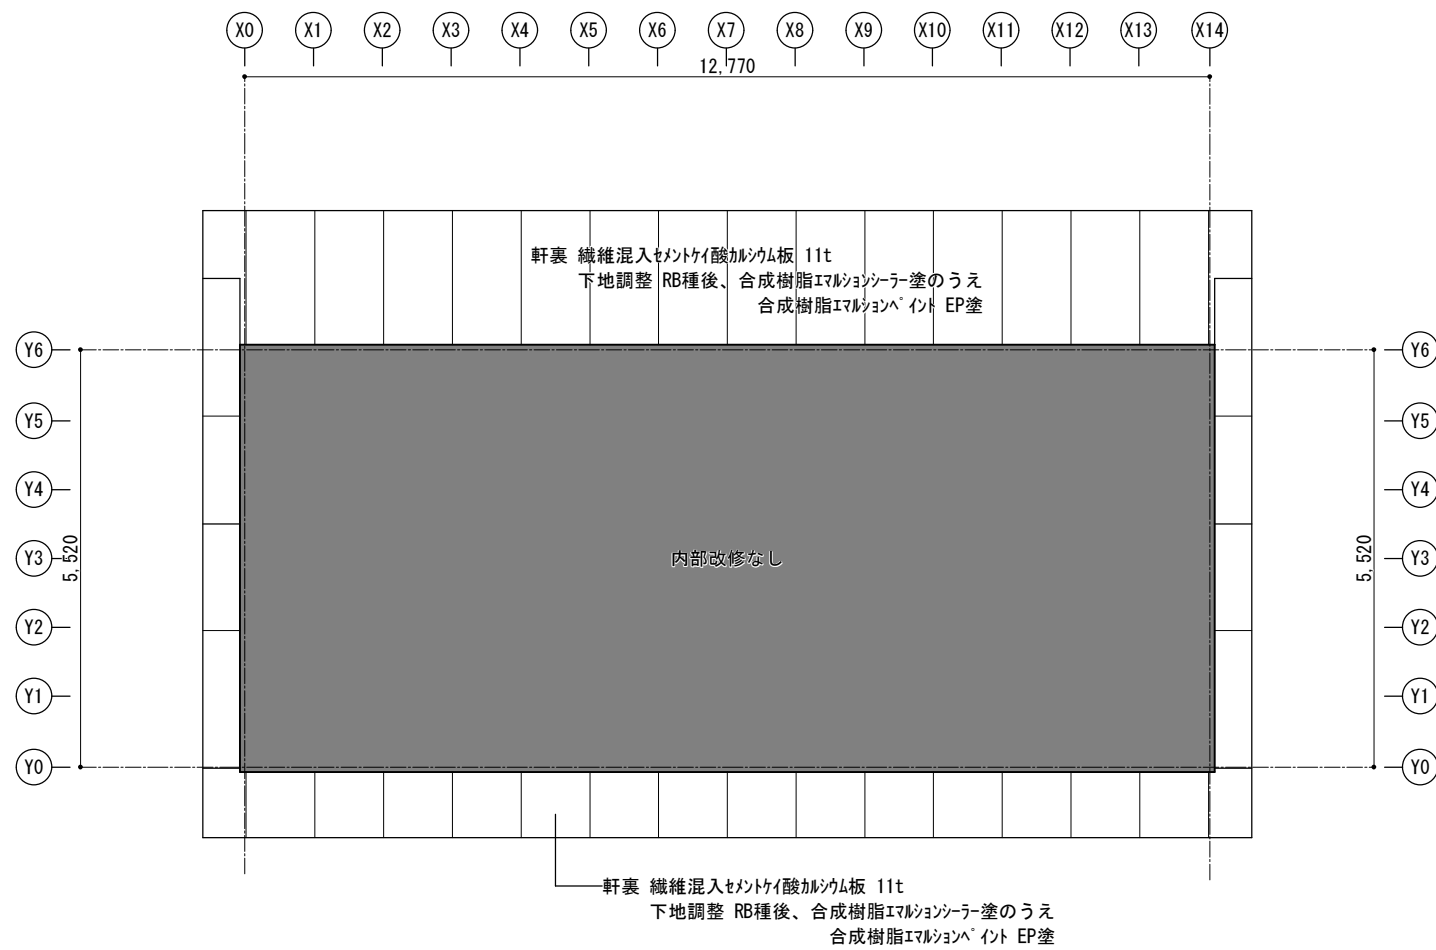 X0 X1 X2 X3 X4 X5 X6 X7 X8 X9 X10 X11 X12 X13 X14
12,770
軒裏 繊維混入セメントケイ酸カルシウム板 11t
下地調整 RB種後、合成樹脂エマルションシーラー塗のうえ
合成樹脂エマルションペイント EP塗
Y6 Y6
Y5 Y5
Y4 Y4
Y3 5,520 内部改修なし 5,520 Y3
Y2 Y2
Y1 Y1
Y0 Y0
軒裏 繊維混入セメントケイ酸カルシウム板 11t
下地調整 RB種後、合成樹脂エマルションシーラー塗のうえ
合成樹脂エマルションペイント EP塗